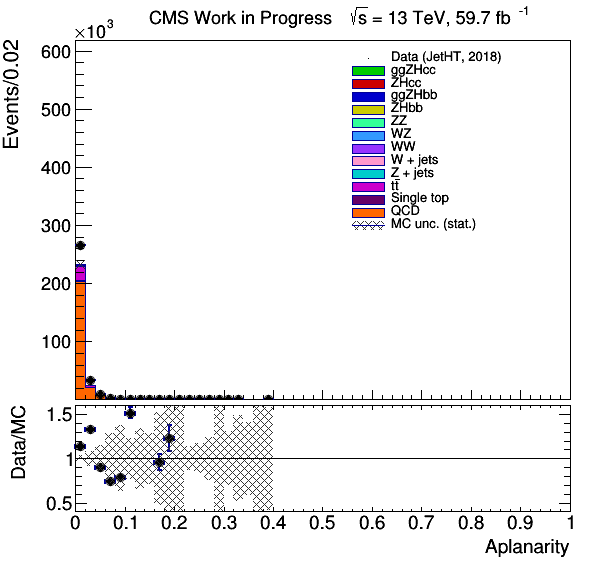 CMS Work in Progress √s = 13 TeV, 59.7 fb⁻¹
×10³
Events/0.02
600
500
400
300
200
100
Data (JetHT, 2018)
ggZHcc
ZHcc
ggZHbb
ZHbb
ZZ
WZ
WW
W + jets
Z + jets
tt̄
Single top
QCD
MC unc. (stat.)
Data/MC
1.5
1
0.5
0 0.1 0.2 0.3 0.4 0.5 0.6 0.7 0.8 0.9 1
Aplanarity